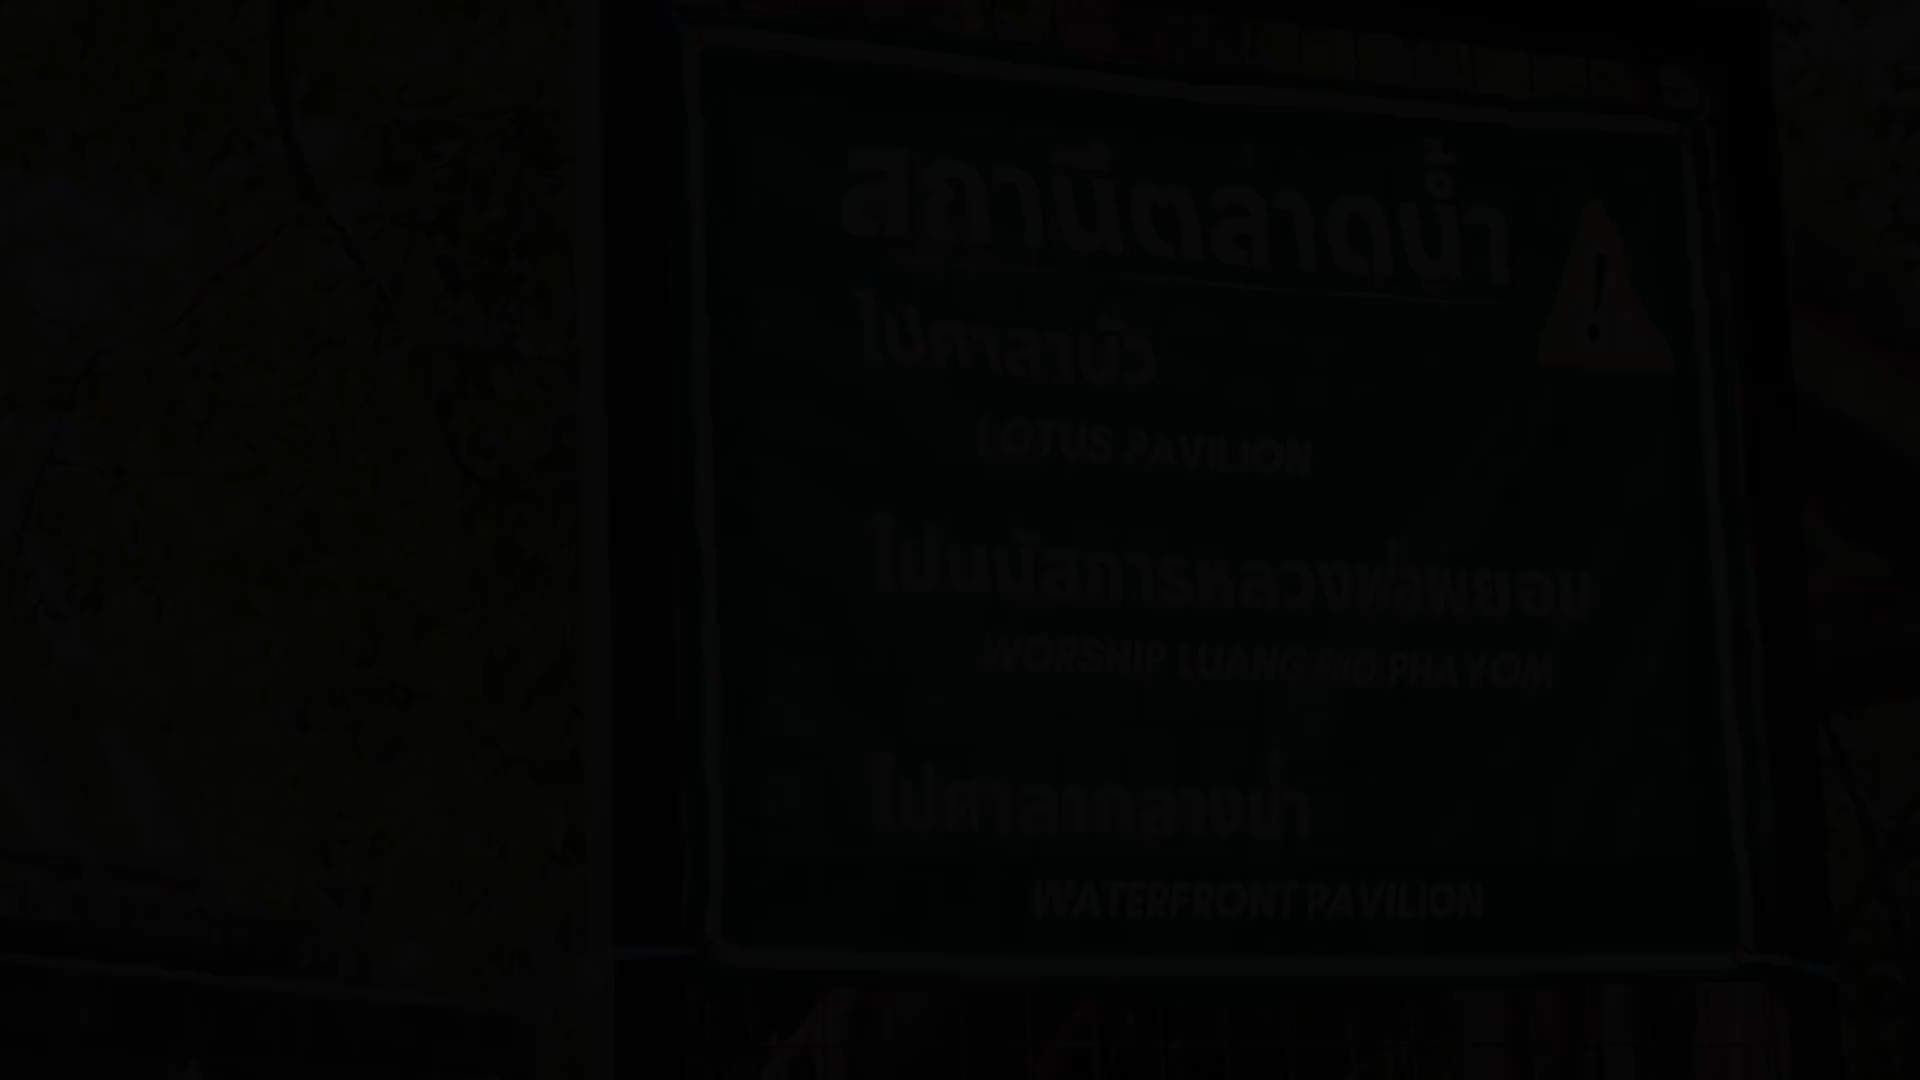 สถานีตลาดน้ำ
ไปศาลาบัว
LOTUS PAVILION
ไปนมัสการหลวงพ่อพยอม
WORSHIP LUANG PHO PHAYOM
ไปศาลากลางน้ำ
WATERFRONT PAVILION